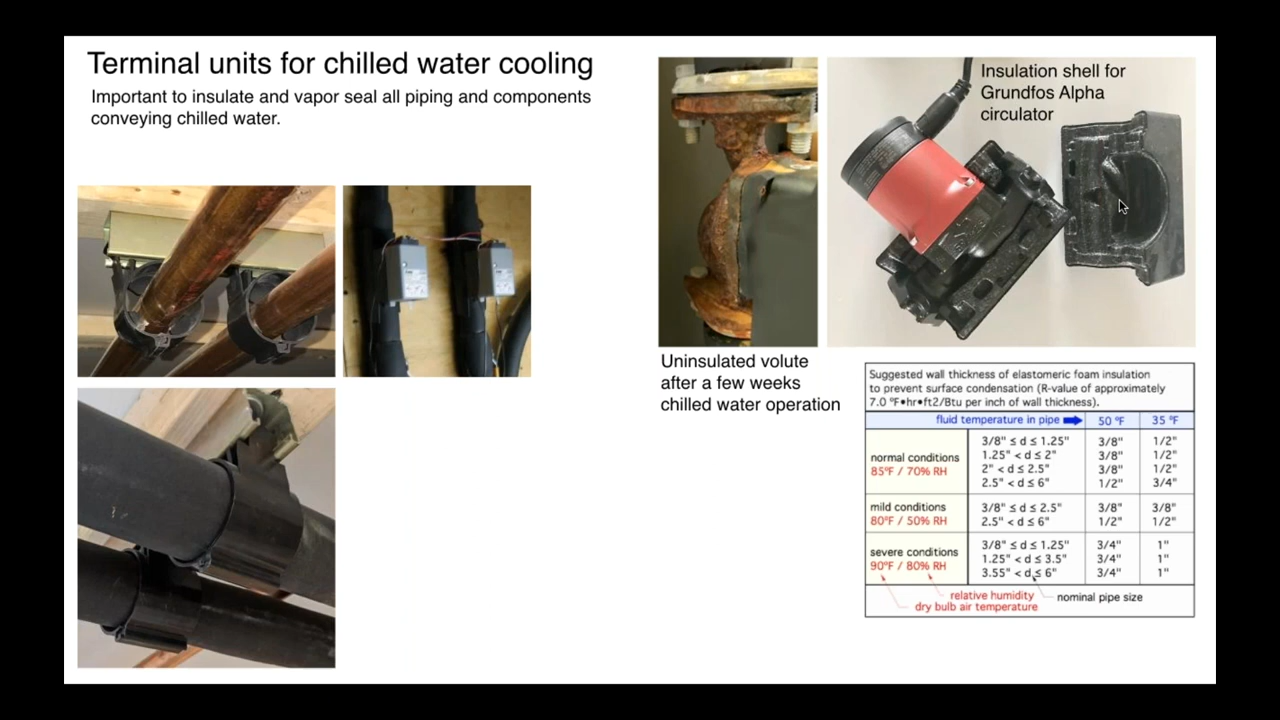 Terminal units for chilled water cooling
Important to insulate and vapor seal all piping and components
conveying chilled water.
Insulation shell for
Grundfos Alpha
circulator
Uninsulated volute
after a few weeks
chilled water operation
Suggested wall thickness of elastomeric foam insulation
to prevent surface condensation (R-value of approximately
7.0 ºF•hr•ft2/Btu per inch of wall thickness).
fluid temperature in pipe 50 ºF 35 ºF
normal conditions
85ºF / 70% RH
3/8" ≤ d ≤ 1.25" 3/8" 1/2"
1.25" < d ≤ 2" 3/8" 1/2"
2" < d ≤ 2.5" 3/8" 1/2"
2.5" < d ≤ 6" 1/2" 3/4"
mild conditions
80ºF / 50% RH
3/8" ≤ d ≤ 2.5" 3/8" 3/8"
2.5" < d ≤ 6" 1/2" 1/2"
severe conditions
90ºF / 80% RH
3/8" ≤ d ≤ 1.25" 3/4" 1"
1.25" < d ≤ 3.5" 3/4" 1"
3.55" < d ≤ 6" 3/4" 1"
relative humidity
dry bulb air temperature
nominal pipe size